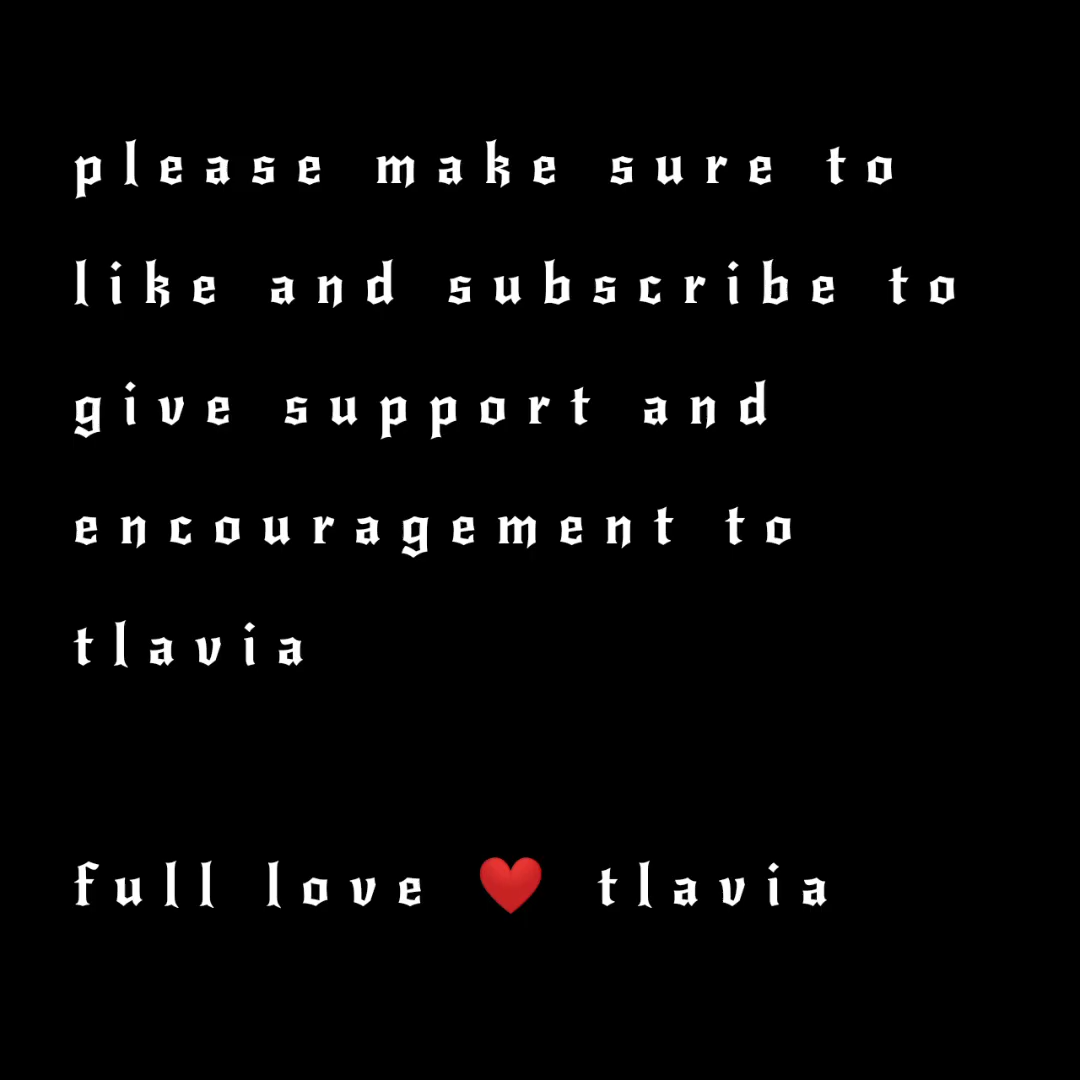 please make sure to
like and subscribe to
give support and
encouragement to
tlavia
full love ❤️ tlavia